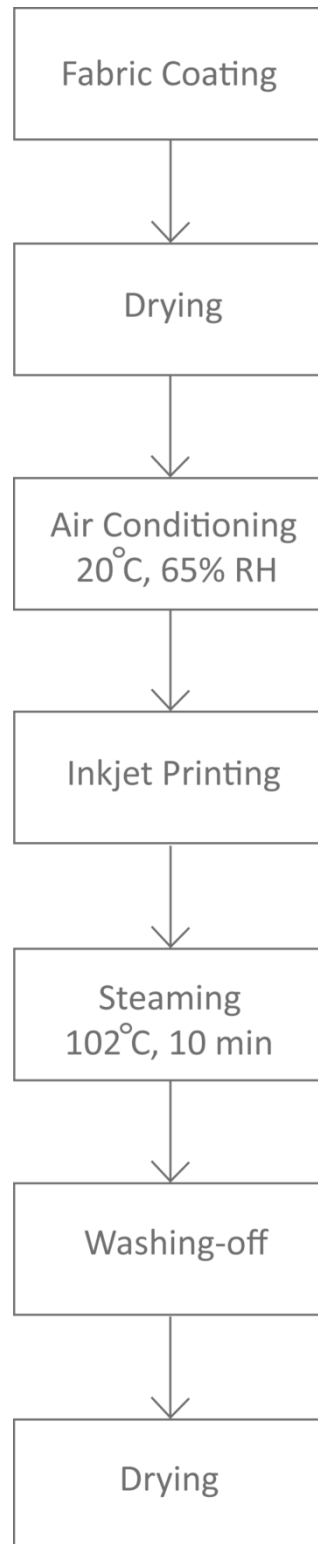 Fabric Coating
Drying
Air Conditioning
20°C, 65% RH
Inkjet Printing
Steaming
102°C, 10 min
Washing-off
Drying